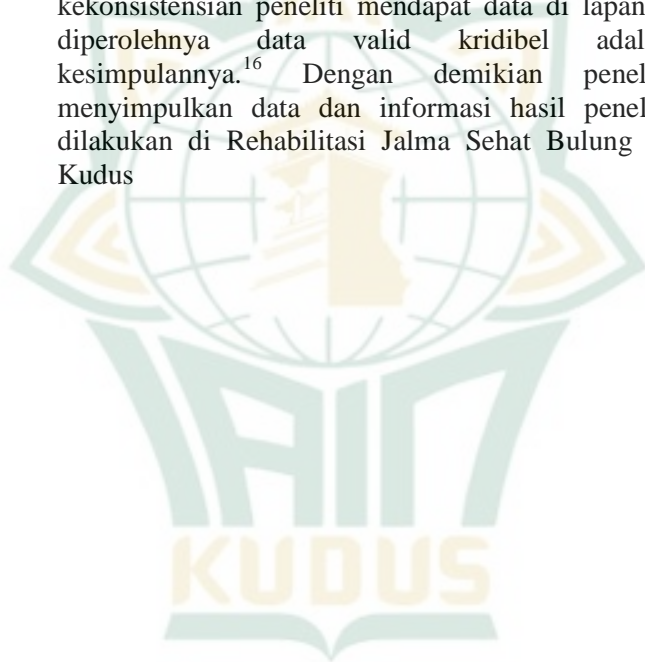 kekonsistensian peneliti mendapat data di lapan
diperolehnya data valid kridibel adal
kesimpulannya.16 Dengan demikian penel
menyimpulkan data dan informasi hasil penel
dilakukan di Rehabilitasi Jalma Sehat Bulung
Kudus
IAIN
KUDUS